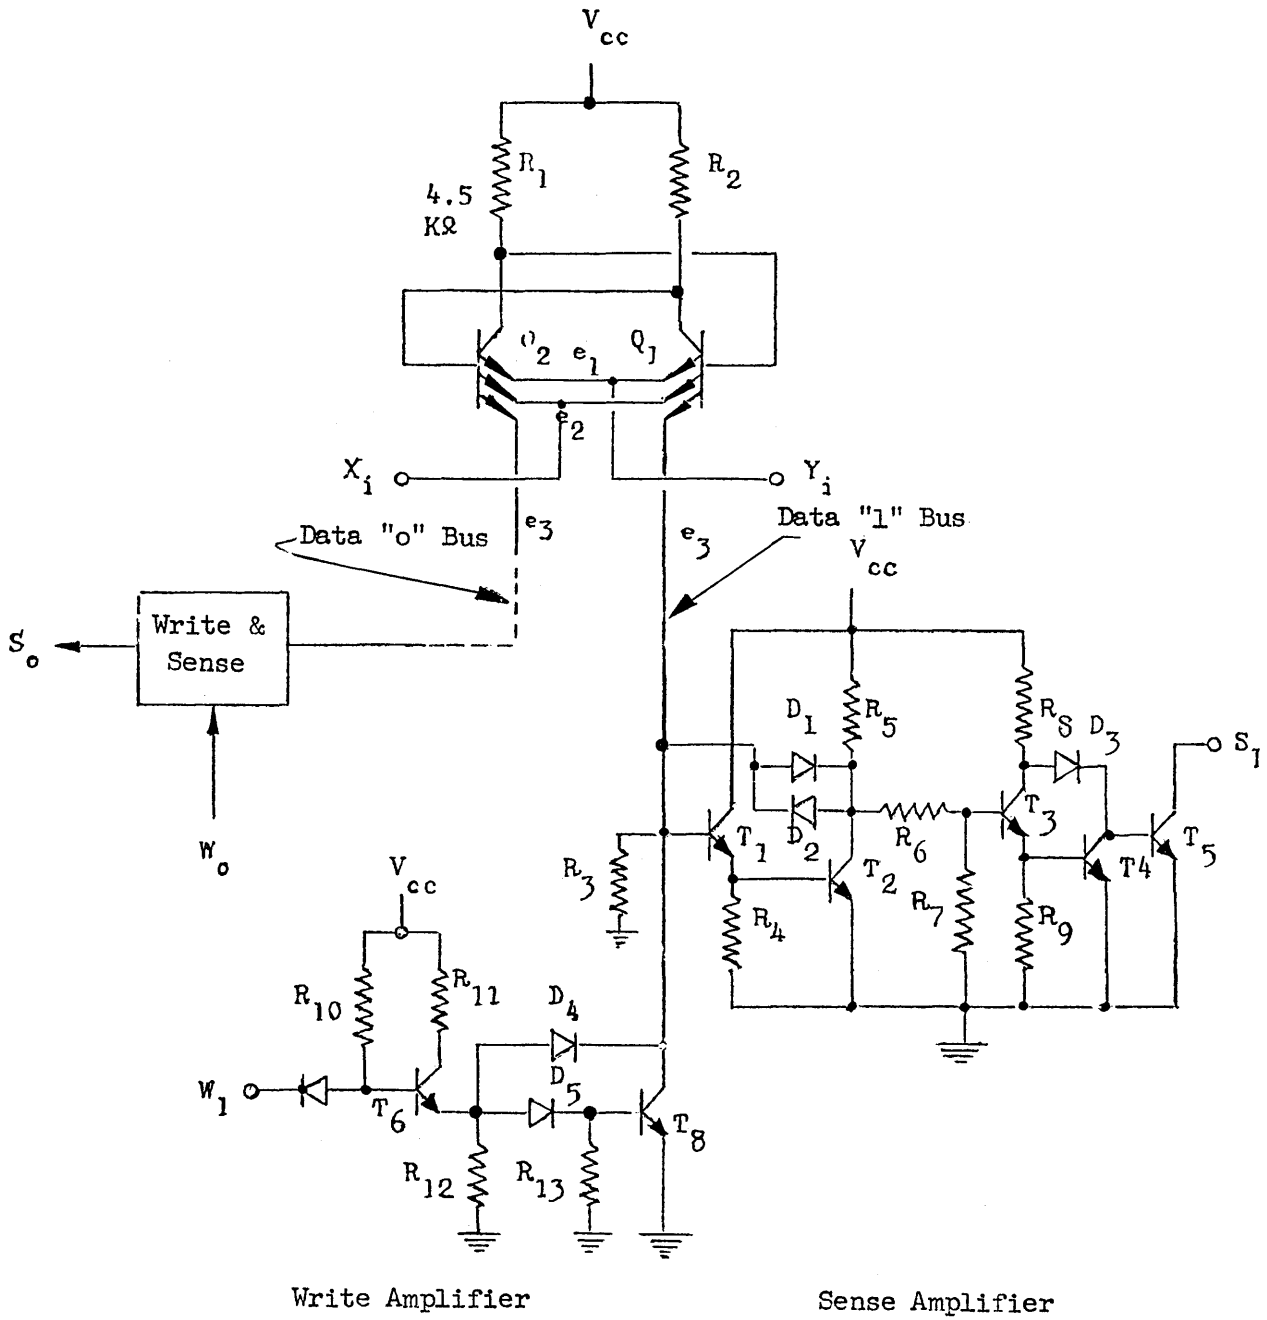 Vcc
R1
R2
4.5
KΩ
Q2
e1
Q1
e2
Xi
Yi
e3
e3
Data "o" Bus
Data "1" Bus
Vcc
Write &
Sense
So
Wo
D1
R5
R8
D3
S1
D2
T1
R6
T3
T2
T4
T5
R3
R4
R7
R9
Vcc
R10
R11
D4
D5
W1
T6
T8
R12
R13
Write Amplifier
Sense Amplifier